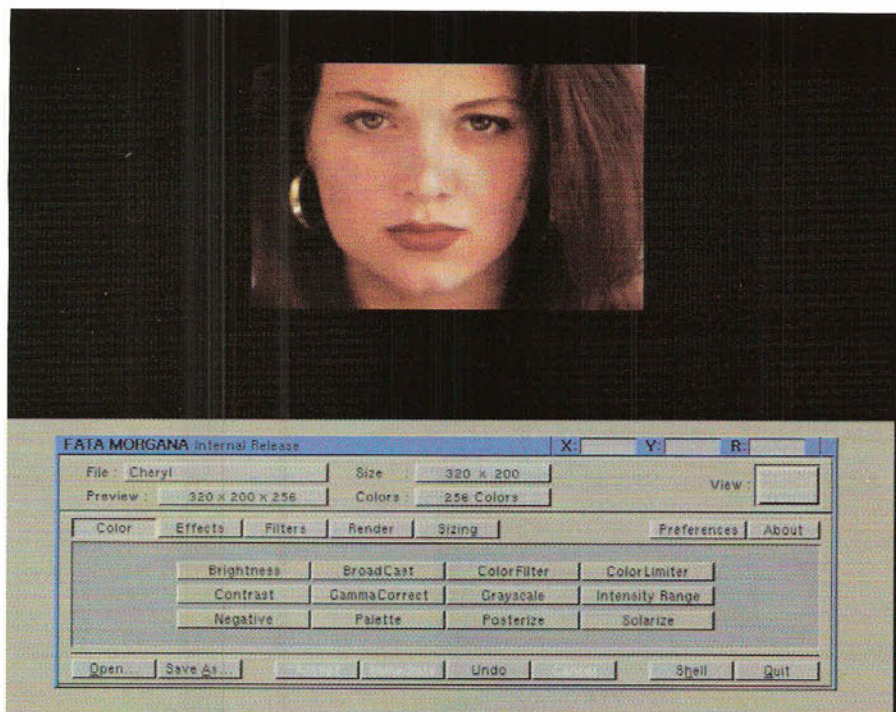 FATA MORGANA Internal Release X: Y: R:
File : Cheryl Size 320 x 200 View :
Preview : 320 x 200 x 256 Colors : 256 Colors
Color Effects Filters Render Sizing Preferences About
Brightness BroadCast ColorFilter ColorLimiter
Contrast GammaCorrect Grayscale Intensity Range
Negative Palette Posterize Solarize
Open... Save As... Undo Shell Quit